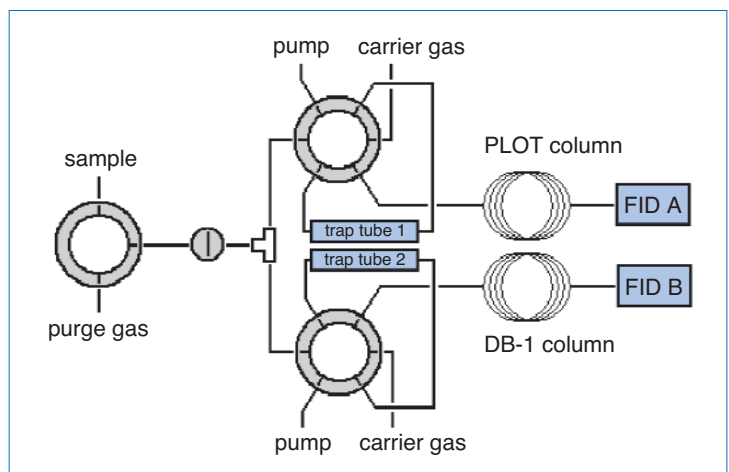 pump carrier gas
sample
PLOT column
FID A
trap tube 1
trap tube 2
FID B
purge gas
DB-1 column
pump carrier gas